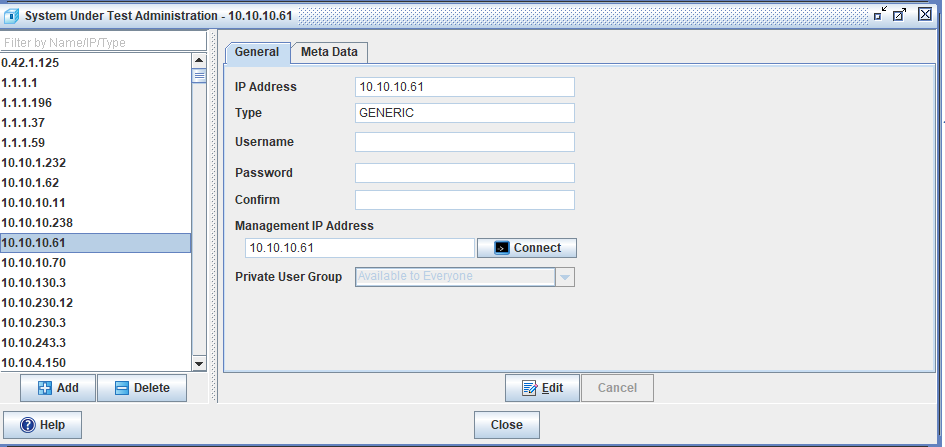 System Under Test Administration - 10.10.10.61
Filter by Name/IP/Type
0.42.1.125
1.1.1.1
1.1.1.196
1.1.1.37
1.1.1.59
10.10.1.232
10.10.1.62
10.10.10.11
10.10.10.238
10.10.10.61
10.10.10.70
10.10.130.3
10.10.230.12
10.10.230.3
10.10.243.3
10.10.4.150
Add Delete
General Meta Data
IP Address 10.10.10.61
Type GENERIC
Username
Password
Confirm
Management IP Address
10.10.10.61 Connect
Private User Group Available to Everyone
Edit Cancel
Help Close